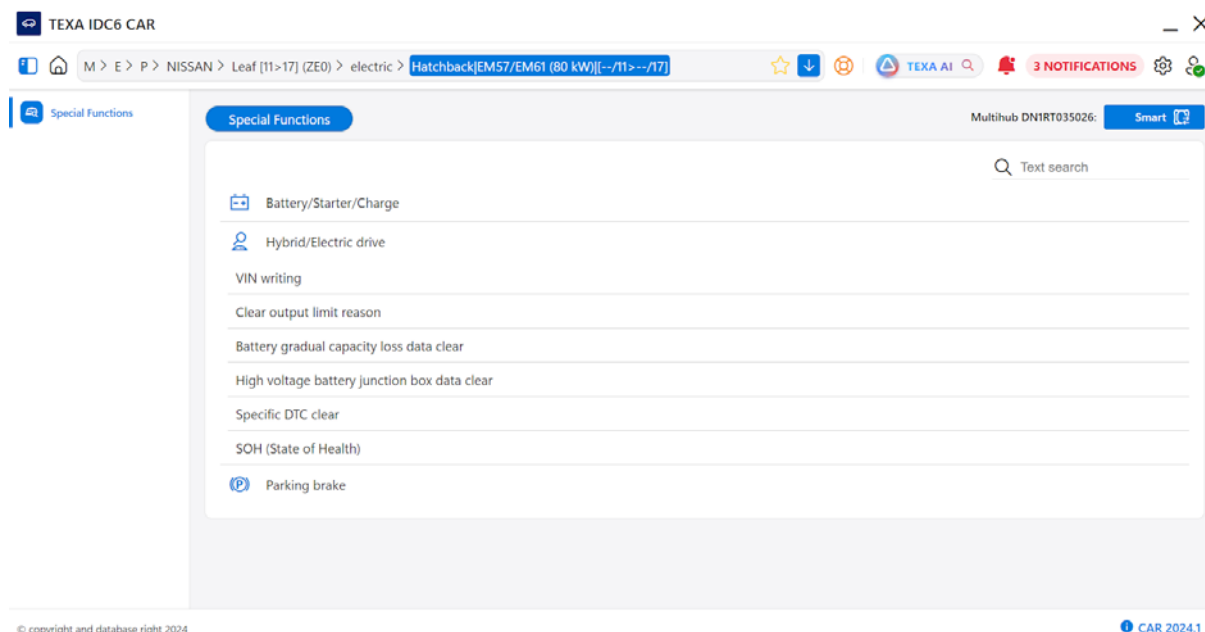 TEXA IDC6 CAR
M > E > P > NISSAN > Leaf [11>17] (ZE0) > electric > Hatchback|EM57/EM61 (80 kW)|[--/11>--/17]
TEXA AI
3 NOTIFICATIONS
Special Functions
Special Functions
Multihub DN1RT035026:
Smart
Text search
Battery/Starter/Charge
Hybrid/Electric drive
VIN writing
Clear output limit reason
Battery gradual capacity loss data clear
High voltage battery junction box data clear
Specific DTC clear
SOH (State of Health)
Parking brake
© copyright and database right 2024
CAR 2024.1